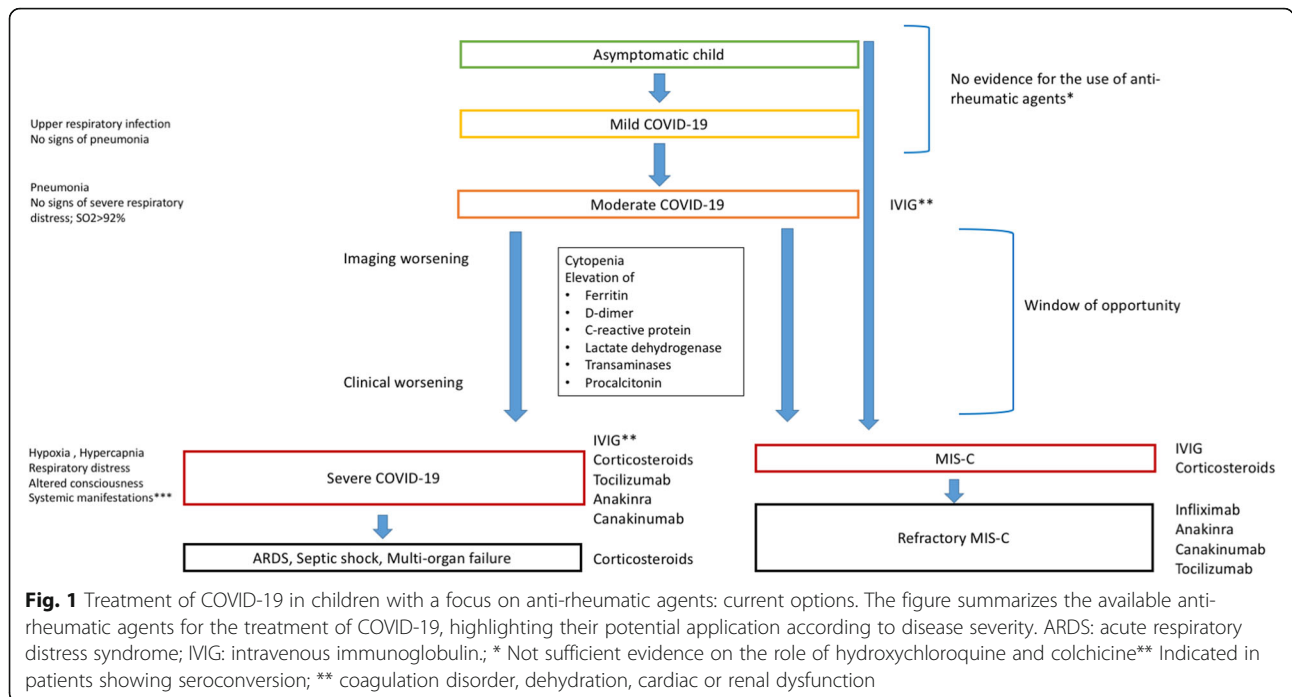 Asymptomatic child
No evidence for the use of anti-
rheumatic agents*
Upper respiratory infection
No signs of pneumonia
Mild COVID-19
Pneumonia
No signs of severe respiratory
distress; SO2>92%
Moderate COVID-19
IVIG**
Imaging worsening
Clinical worsening
Cytopenia
Elevation of
• Ferritin
• D-dimer
• C-reactive protein
• Lactate dehydrogenase
• Transaminases
• Procalcitonin
Window of opportunity
Hypoxia , Hypercapnia
Respiratory distress
Altered consciousness
Systemic manifestations***
Severe COVID-19
IVIG**
Corticosteroids
Tocilizumab
Anakinra
Canakinumab
MIS-C
IVIG
Corticosteroids
ARDS, Septic shock, Multi-organ failure
Corticosteroids
Refractory MIS-C
Infliximab
Anakinra
Canakinumab
Tocilizumab
Fig. 1 Treatment of COVID-19 in children with a focus on anti-rheumatic agents: current options. The figure summarizes the available anti-
rheumatic agents for the treatment of COVID-19, highlighting their potential application according to disease severity. ARDS: acute respiratory
distress syndrome; IVIG: intravenous immunoglobulin.; * Not sufficient evidence on the role of hydroxychloroquine and colchicine** Indicated in
patients showing seroconversion; ** coagulation disorder, dehydration, cardiac or renal dysfunction